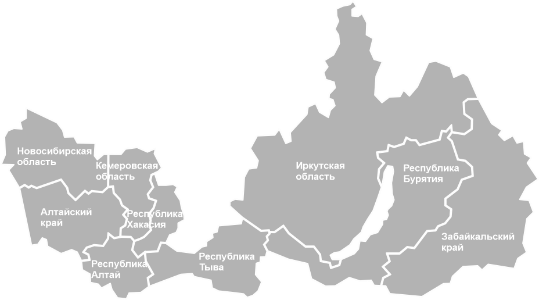 Новосибирская
область
Кемеровская
область
Алтайский
край
Республика
Хакасия
Республика
Алтай
Республика
Тыва
Иркутская
область
Республика
Бурятия
Забайкальский
край